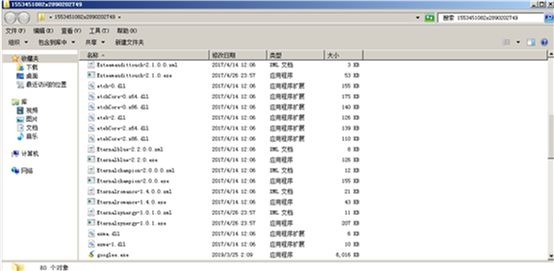 1553451082x2890202749
1553451082x2890202749
搜索 1553451082x2890202749
文件(F) 编辑(E) 查看(V) 工具(T) 帮助(H)
组织 包含到库中 共享 新建文件夹
收藏夹
下载
桌面
最近访问的位置
库
视频
图片
文档
音乐
计算机
网络
名称 修改日期 类型 大小
Esteemaudittouch-2.1.0.0.xml 2017/4/14 12:06 XML 文档 3 KB
Esteemaudittouch-2.1.0.exe 2017/4/26 23:57 应用程序 53 KB
etch-0.dll 2017/4/14 12:06 应用程序扩展 155 KB
etchCore-0.x64.dll 2017/4/14 12:06 应用程序扩展 175 KB
etchCore-0.x86.dll 2017/4/14 12:06 应用程序扩展 140 KB
eteb-2.dll 2017/4/14 12:06 应用程序扩展 126 KB
etebCore-2.x64.dll 2017/4/14 12:06 应用程序扩展 139 KB
etebCore-2.x86.dll 2017/4/14 12:06 应用程序扩展 110 KB
Eternalblue-2.2.0.0.xml 2017/4/14 12:06 XML 文档 8 KB
Eternalblue-2.2.0.exe 2017/4/14 12:06 应用程序 126 KB
Eternalchampion-2.0.0.0.xml 2017/4/14 12:06 XML 文档 12 KB
Eternalchampion-2.0.0.exe 2017/4/14 12:06 应用程序 KB
Eternalromance-1.4.0.0.xml 2017/4/14 12:06 XML 文档 21 KB
Eternalromance-1.4.0.exe 2017/4/14 12:06 应用程序 43 KB
Eternalsynergy-1.0.1.0.xml 2017/4/26 23:57 XML 文档 11 KB
Eternalsynergy-1.0.1.exe 2017/4/26 23:57 应用程序 207 KB
exma.dll 2017/4/14 12:06 应用程序扩展 6 KB
exma-1.dll 2017/4/14 12:06 应用程序扩展 10 KB
googlee.exe 2019/3/25 2:09 应用程序 8,016 KB
80 个对象